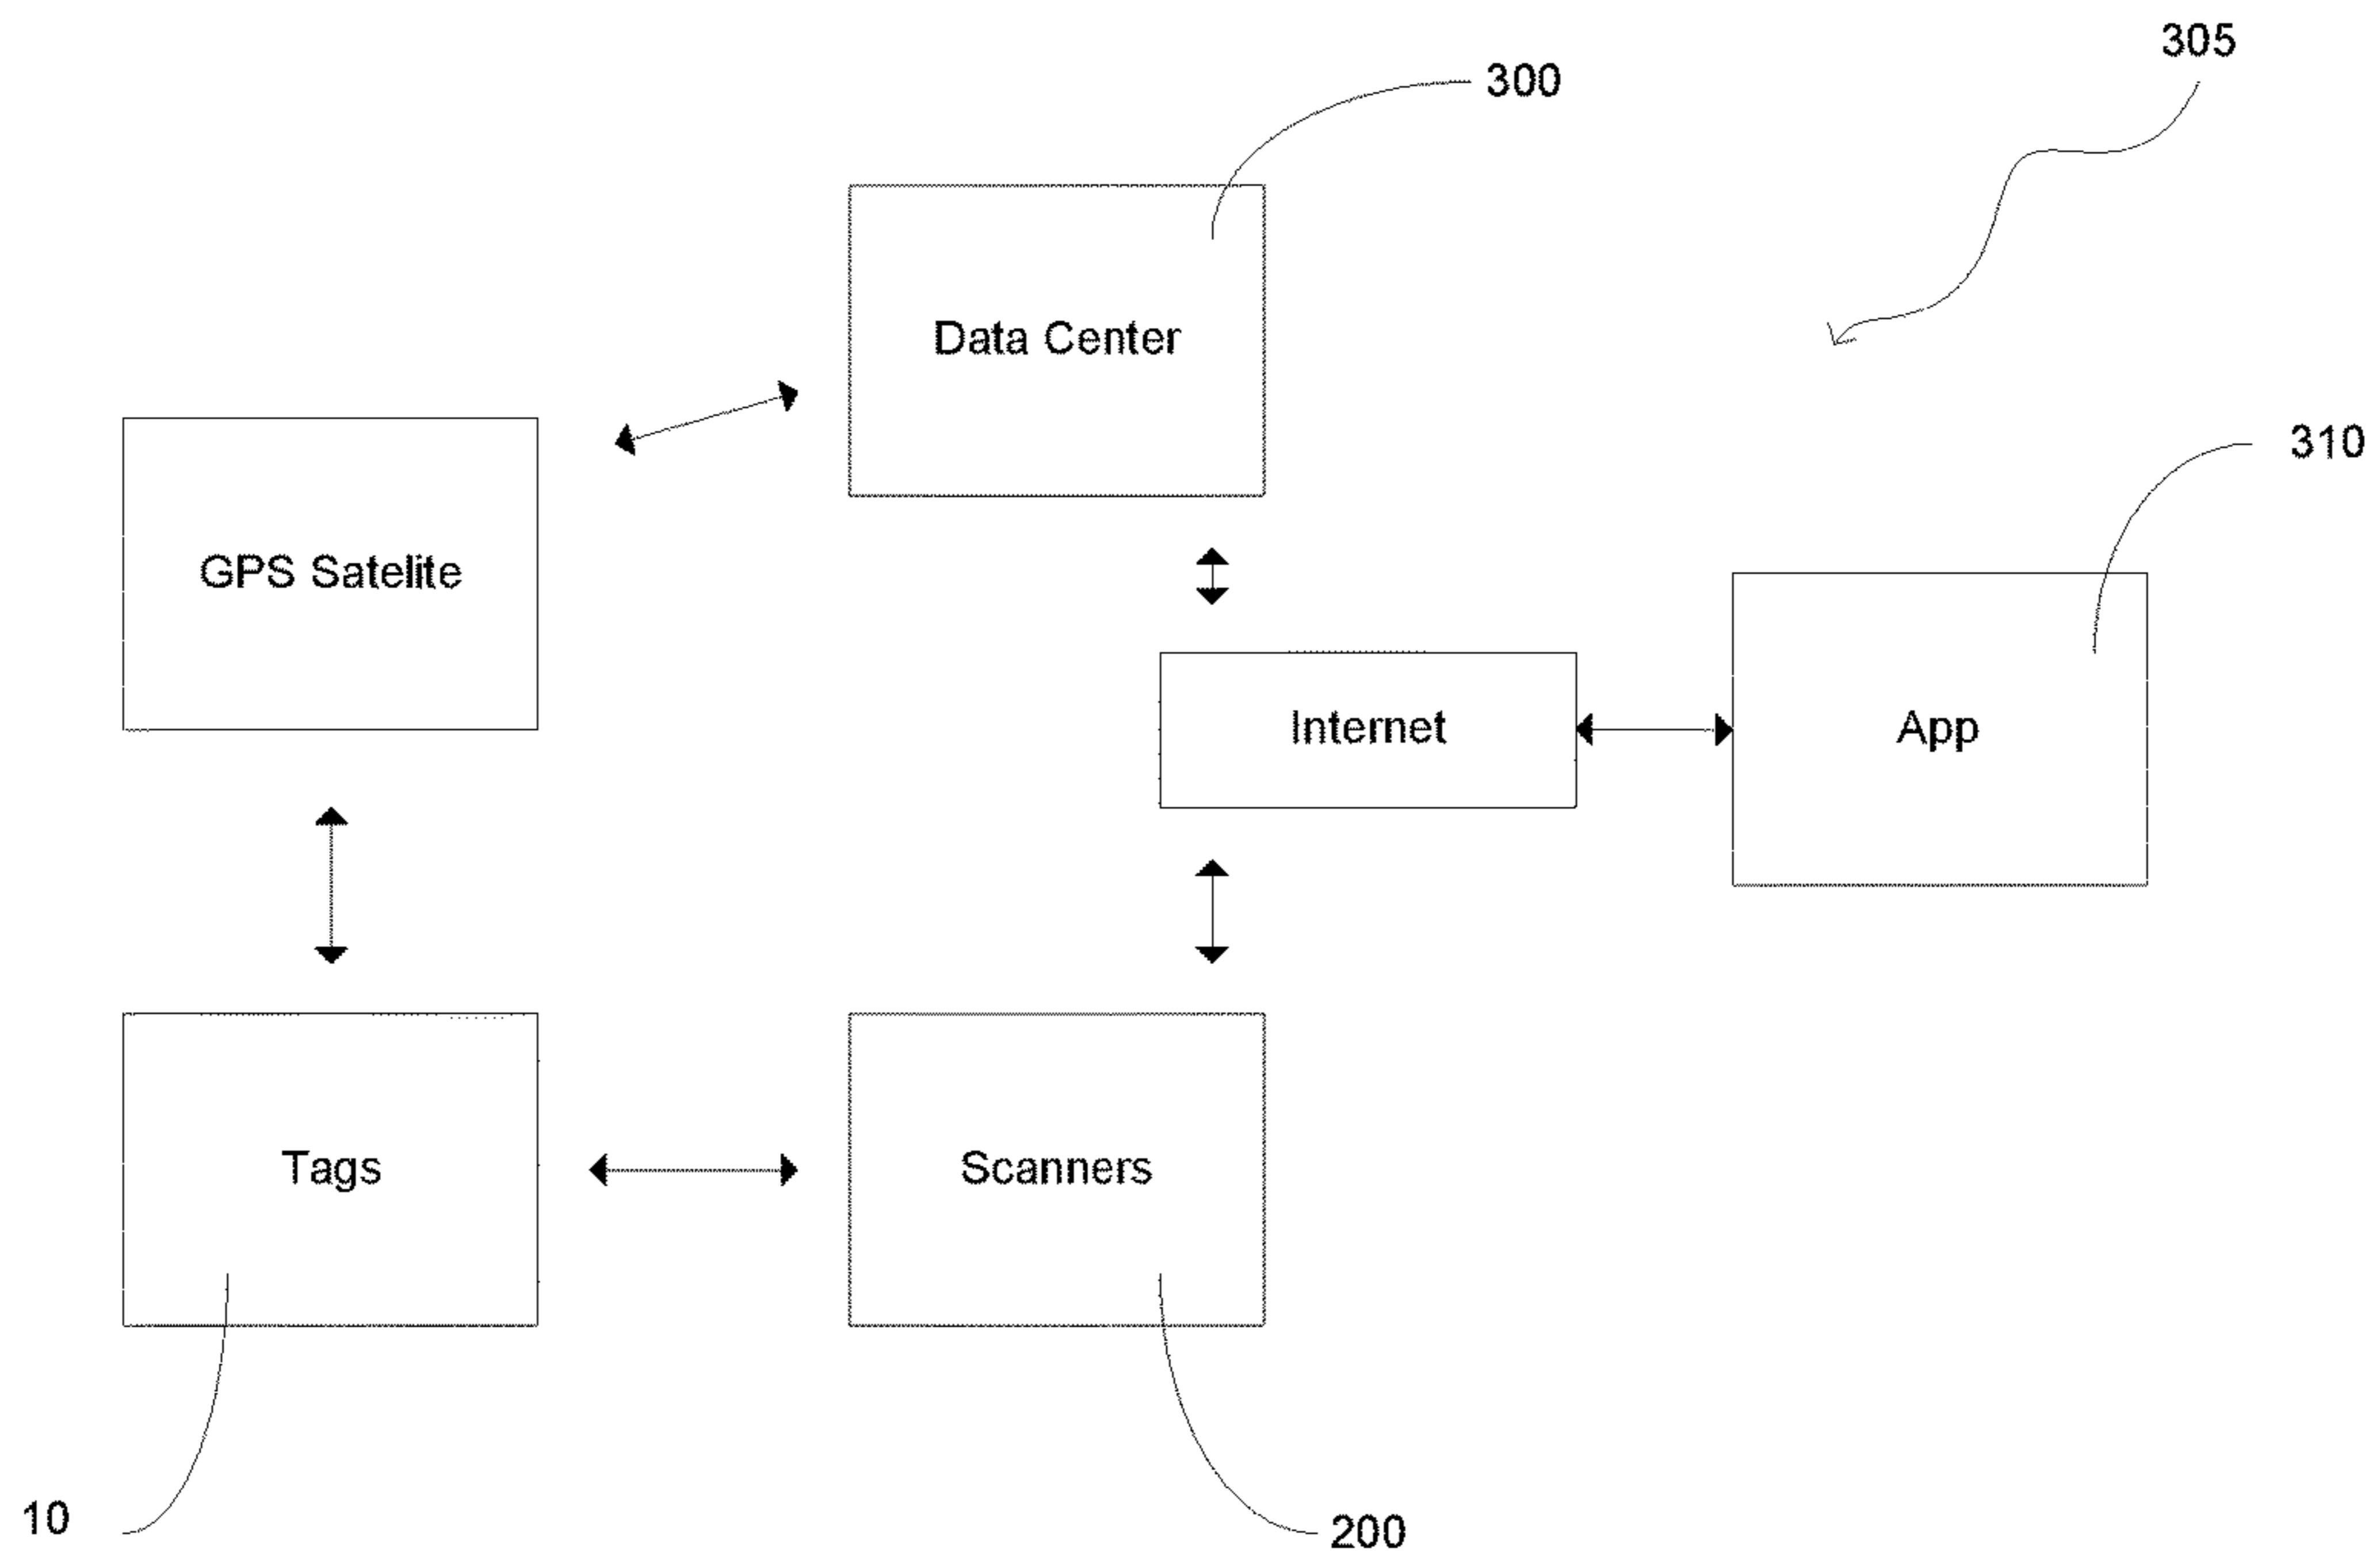 305
300
Data Center
310
GPS Satelite
Internet
App
Tags
Scanners
10
200